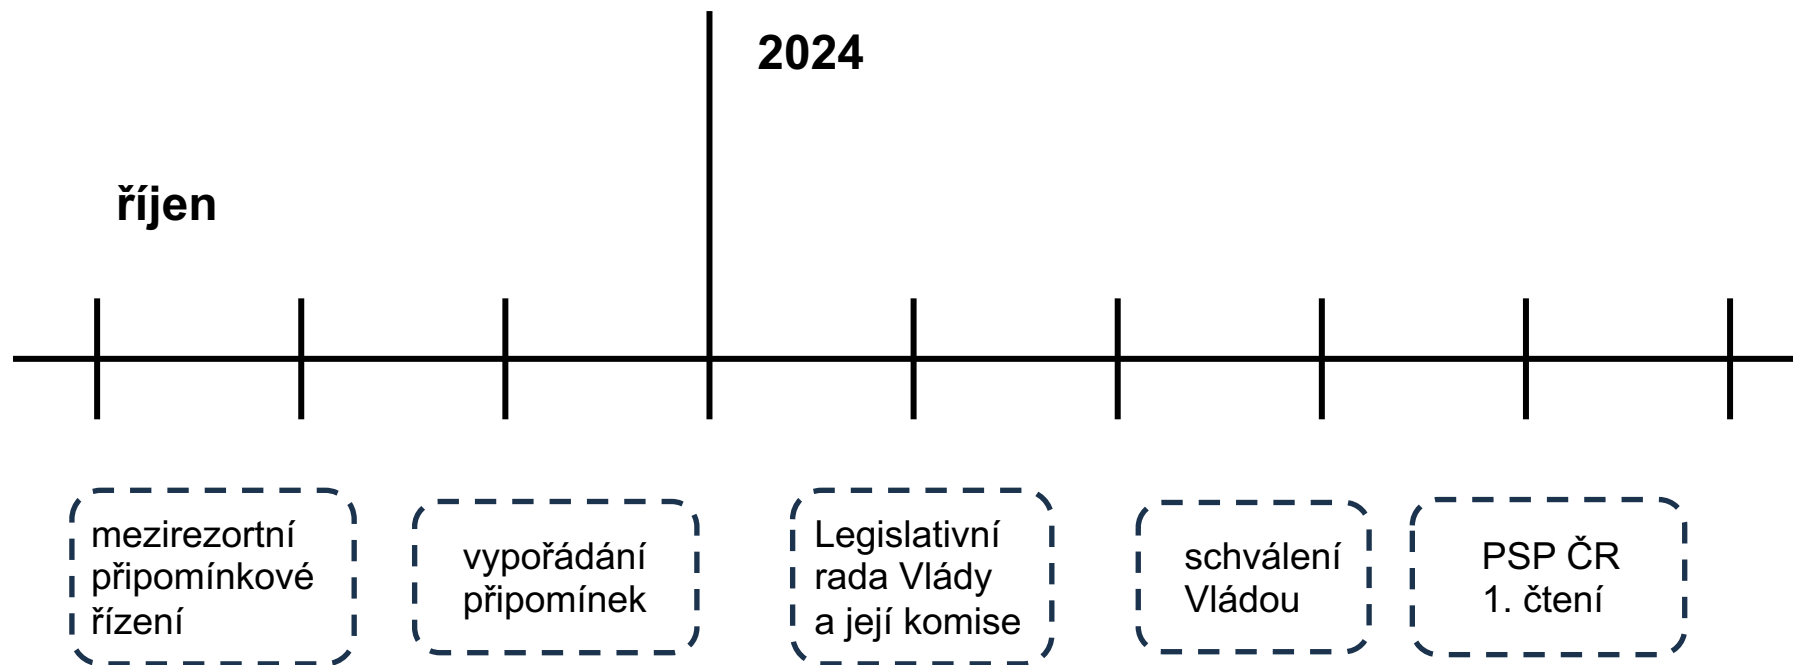 2024
říjen
mezirezortní
připomínkové
řízení
vypořádání
připomínek
Legislativní
rada Vlády
a její komise
schválení
Vládou
PSP ČR
1. čtení